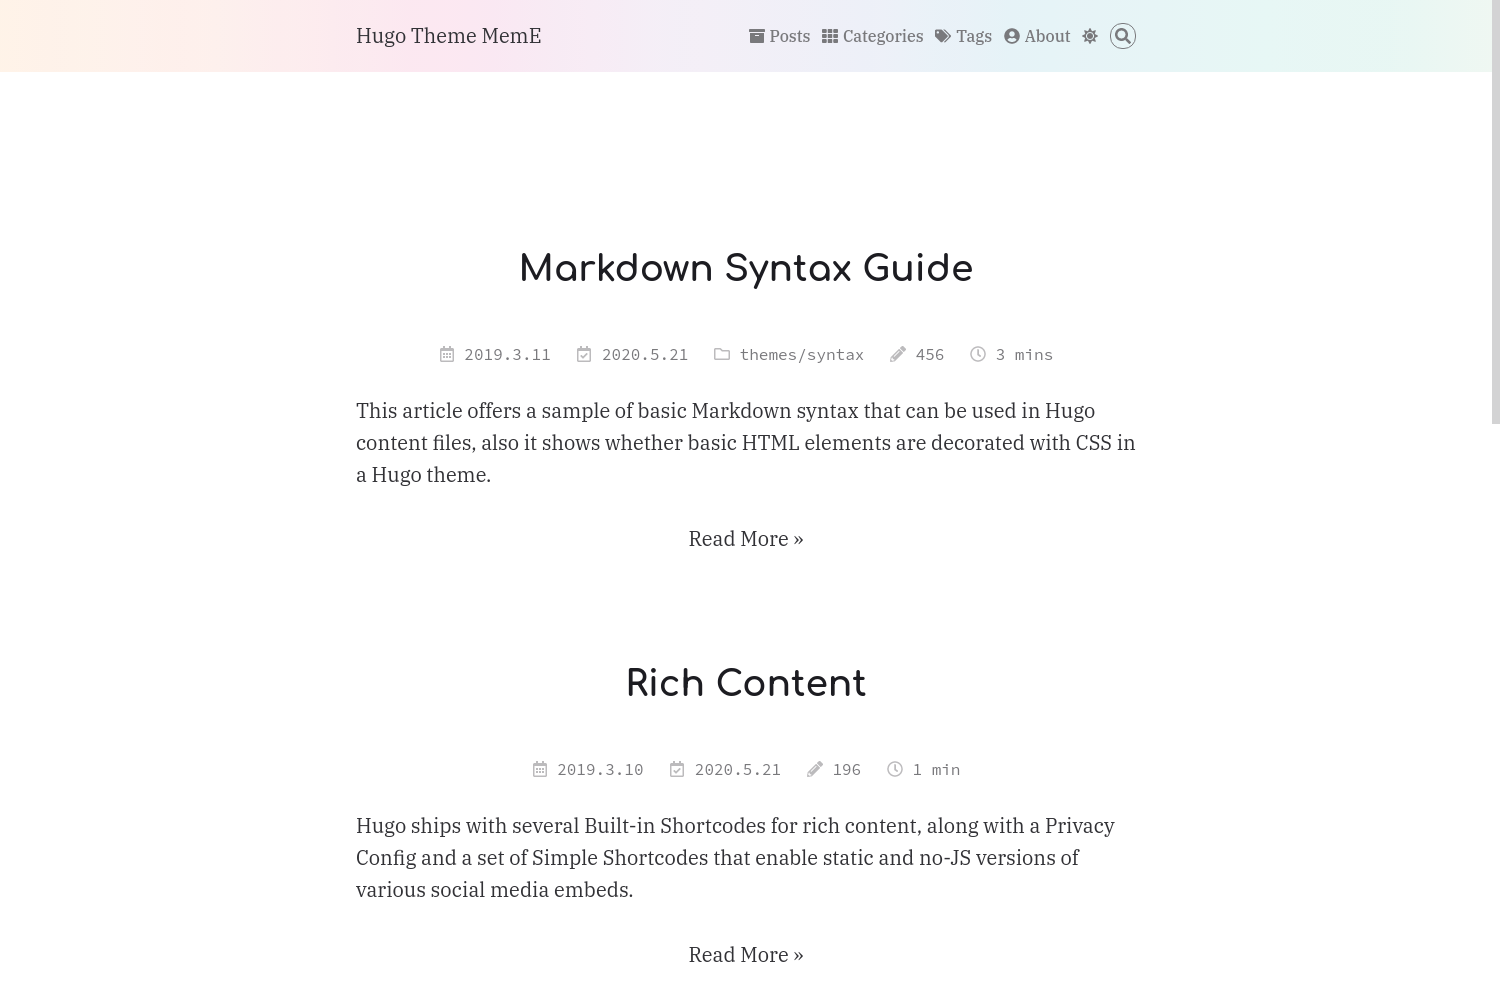 Hugo Theme MemE
Posts Categories Tags About
Markdown Syntax Guide
2019.3.11 2020.5.21 themes/syntax 456 3 mins
This article offers a sample of basic Markdown syntax that can be used in Hugo
content files, also it shows whether basic HTML elements are decorated with CSS in
a Hugo theme.
Read More »
Rich Content
2019.3.10 2020.5.21 196 1 min
Hugo ships with several Built-in Shortcodes for rich content, along with a Privacy
Config and a set of Simple Shortcodes that enable static and no-JS versions of
various social media embeds.
Read More »